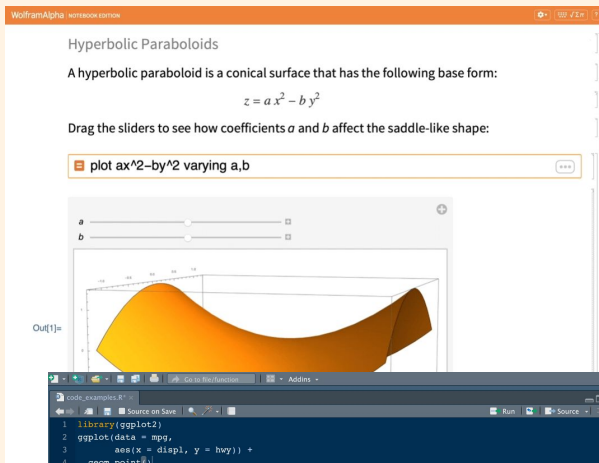 WolframAlpha NOTEBOOK EDITION
Hyperbolic Paraboloids
A hyperbolic paraboloid is a conical surface that has the following base form:
z = a x² − b y²
Drag the sliders to see how coefficients a and b affect the saddle-like shape:
plot ax^2−by^2 varying a,b
a
b
Out[1]=
Go to file/function Addins
code_examples.R*
Source on Save Run Source
1 library(ggplot2)
2 ggplot(data = mpg,
3 aes(x = displ, y = hwy)) +
4 geom_point()